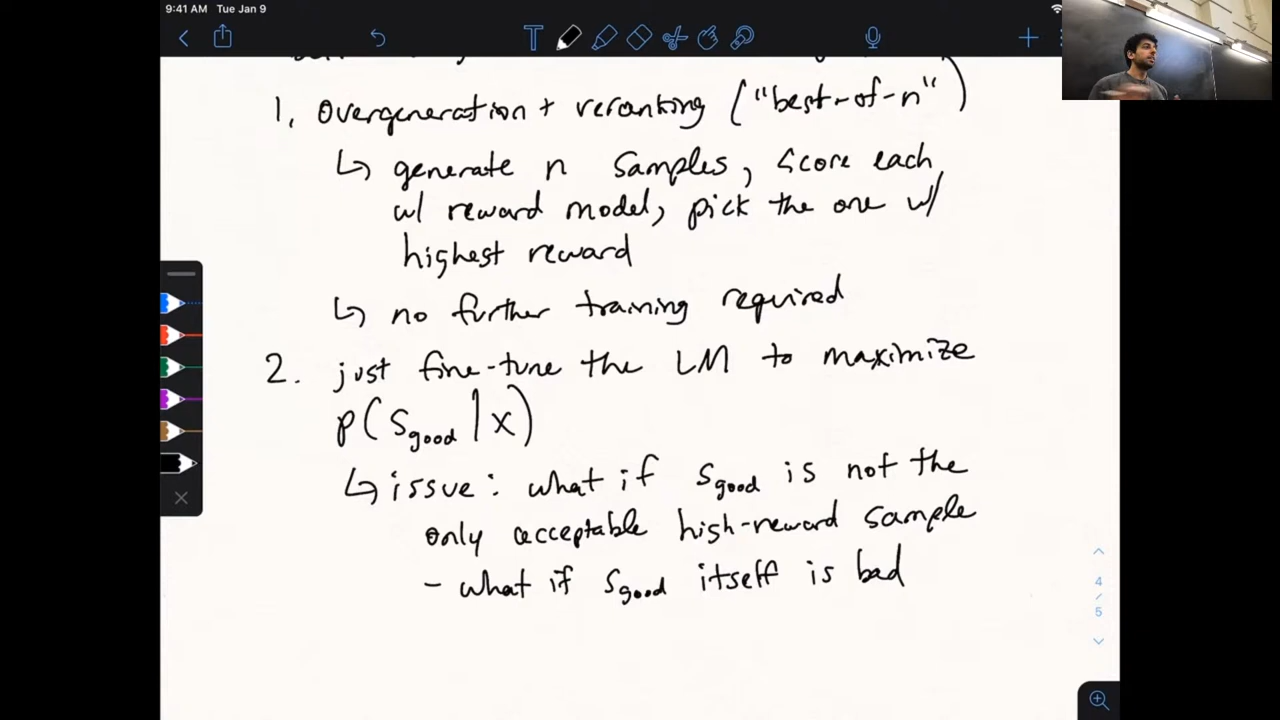 9:41 AM Tue Jan 9
1. Overgeneration + reranking ("best-of-n")
↳ generate n samples, score each
w/ reward model, pick the one w/
highest reward
↳ no further training required
2. just fine-tune the LM to maximize
p(s_good | x)
↳ issue: what if s_good is not the
only acceptable high-reward sample
- what if s_good itself is bad
4
/
5